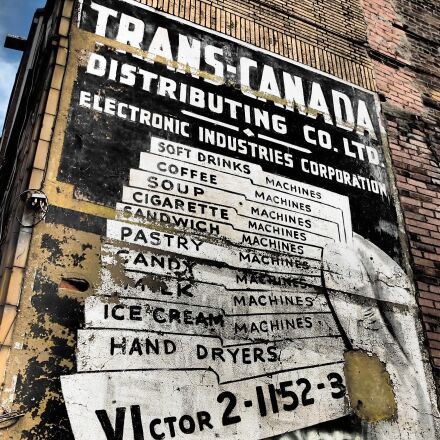 TRANS-CANADA
DISTRIBUTING CO. LTD.
ELECTRONIC INDUSTRIES CORPORATION
SOFT DRINKS MACHINES
COFFEE MACHINES
SOUP MACHINES
CIGARETTE MACHINES
SANDWICH MACHINES
PASTRY MACHINES
CANDY MACHINES
MILK MACHINES
ICE CREAM MACHINES
HAND DRYERS
VICTOR 2-1152-3